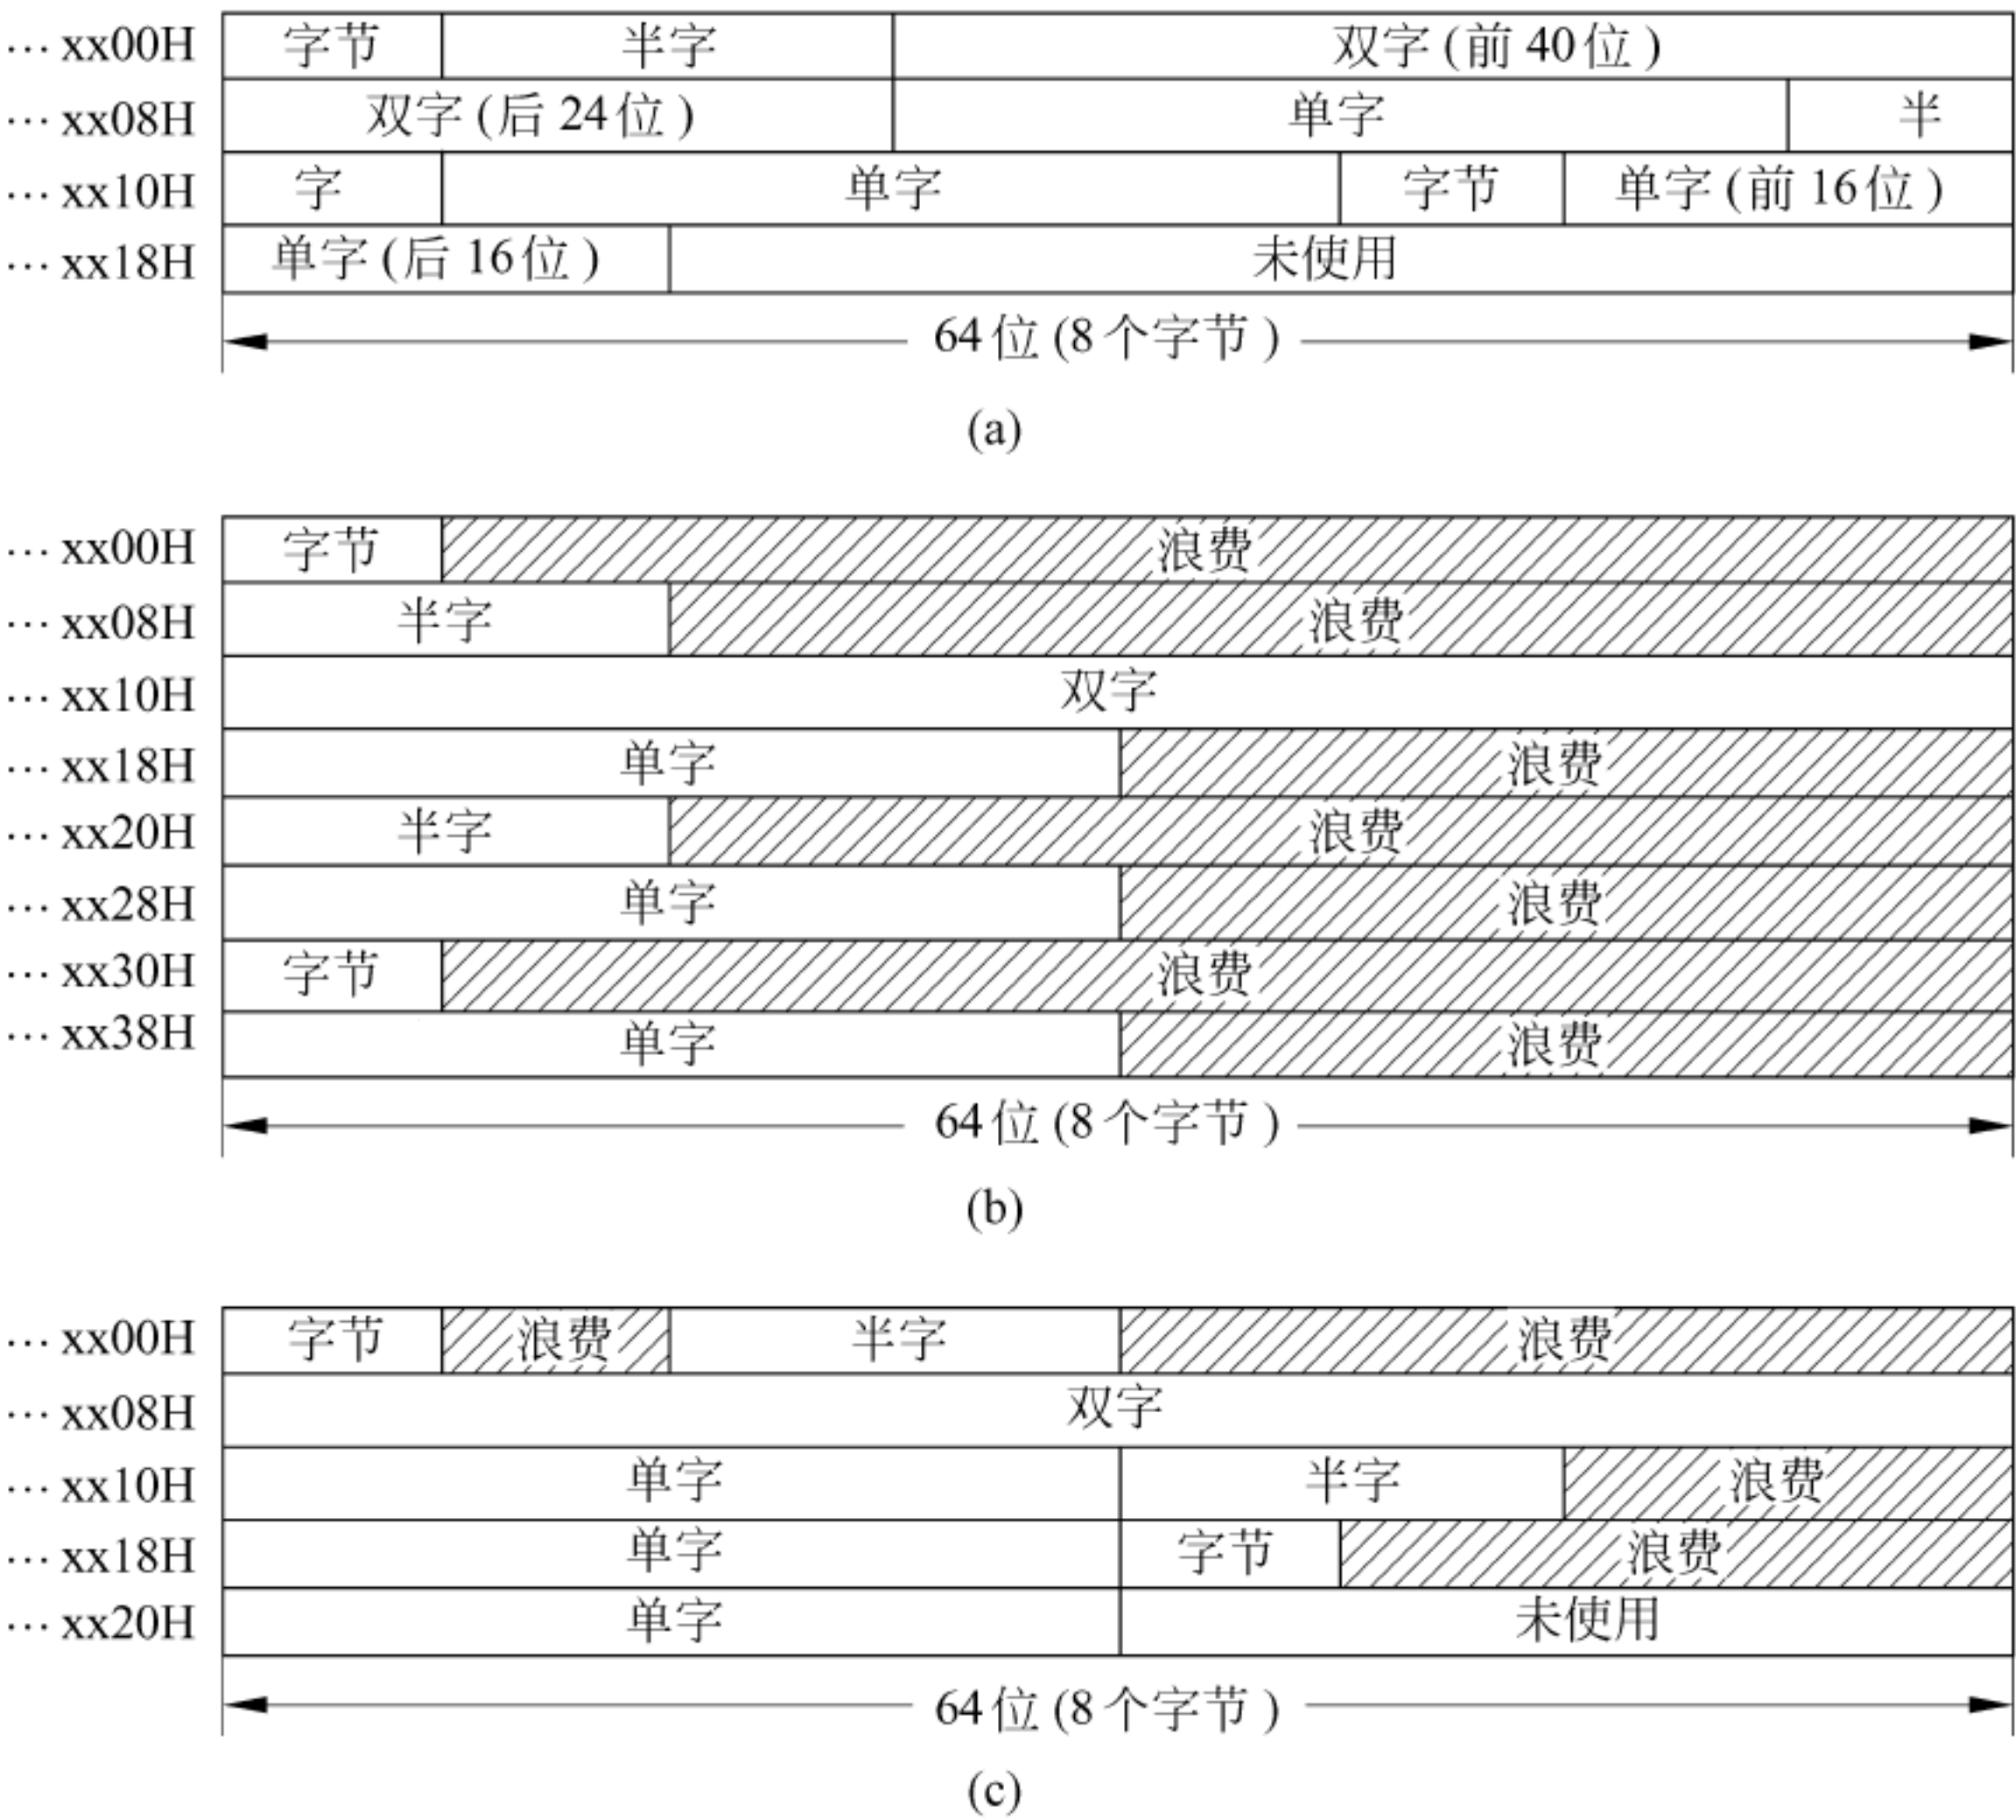 ··· xx00H 字节 半字 双字 (前 40 位)
··· xx08H 双字 (后 24 位) 单字 半
··· xx10H 字 单字 字节 单字 (前 16 位)
··· xx18H 单字 (后 16 位) 未使用
64 位 (8 个字节)
(a)
··· xx00H 字节 浪费
··· xx08H 半字 浪费
··· xx10H 双字
··· xx18H 单字 浪费
··· xx20H 半字 浪费
··· xx28H 单字 浪费
··· xx30H 字节 浪费
··· xx38H 单字 浪费
64 位 (8 个字节)
(b)
··· xx00H 字节 浪费 半字 浪费
··· xx08H 双字
··· xx10H 单字 半字 浪费
··· xx18H 单字 字节 浪费
··· xx20H 单字 未使用
64 位 (8 个字节)
(c)